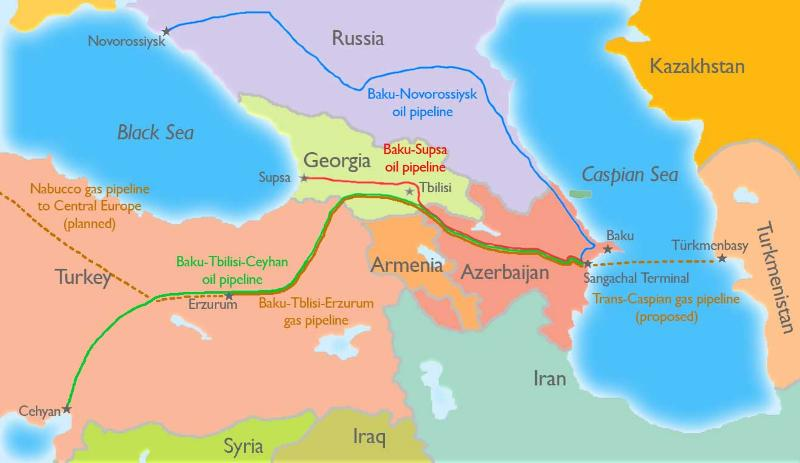 Russia
Novorossiysk
Kazakhstan
Baku-Novorossiysk
oil pipeline
Black Sea
Baku-Supsa
oil pipeline
Georgia
Supsa
Tbilisi
Caspian Sea
Nabucco gas pipeline
to Central Europe
(planned)
Turkmenistan
Baku
Türkmenbasy
Turkey
Baku-Tbilisi-Ceyhan
oil pipeline
Armenia
Azerbaijan
Sangachal Terminal
Erzurum
Baku-Tblisi-Erzurum
gas pipeline
Trans-Caspian gas pipeline
(proposed)
Iran
Cehyan
Syria
Iraq